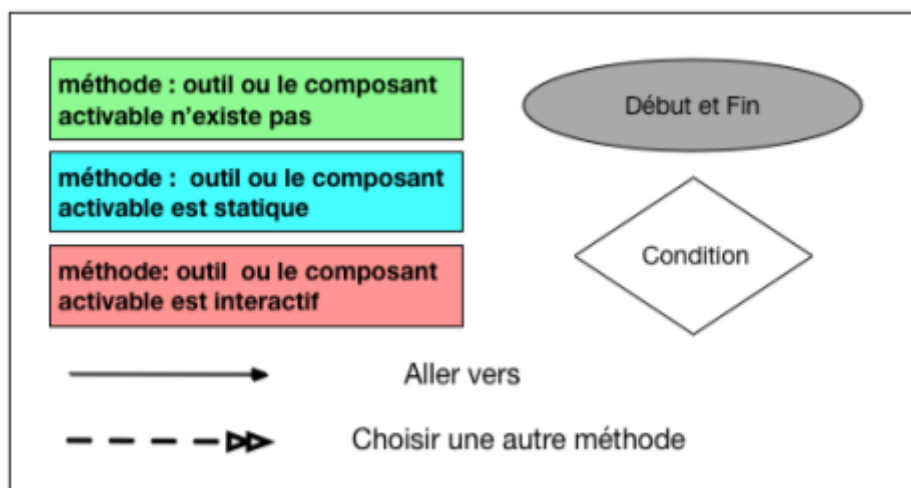 méthode : outil ou le composant
activable n'existe pas
Début et Fin
méthode :  outil ou le composant
activable est statique
Condition
méthode: outil  ou le composant
activable est interactif
Aller vers
Choisir une autre méthode